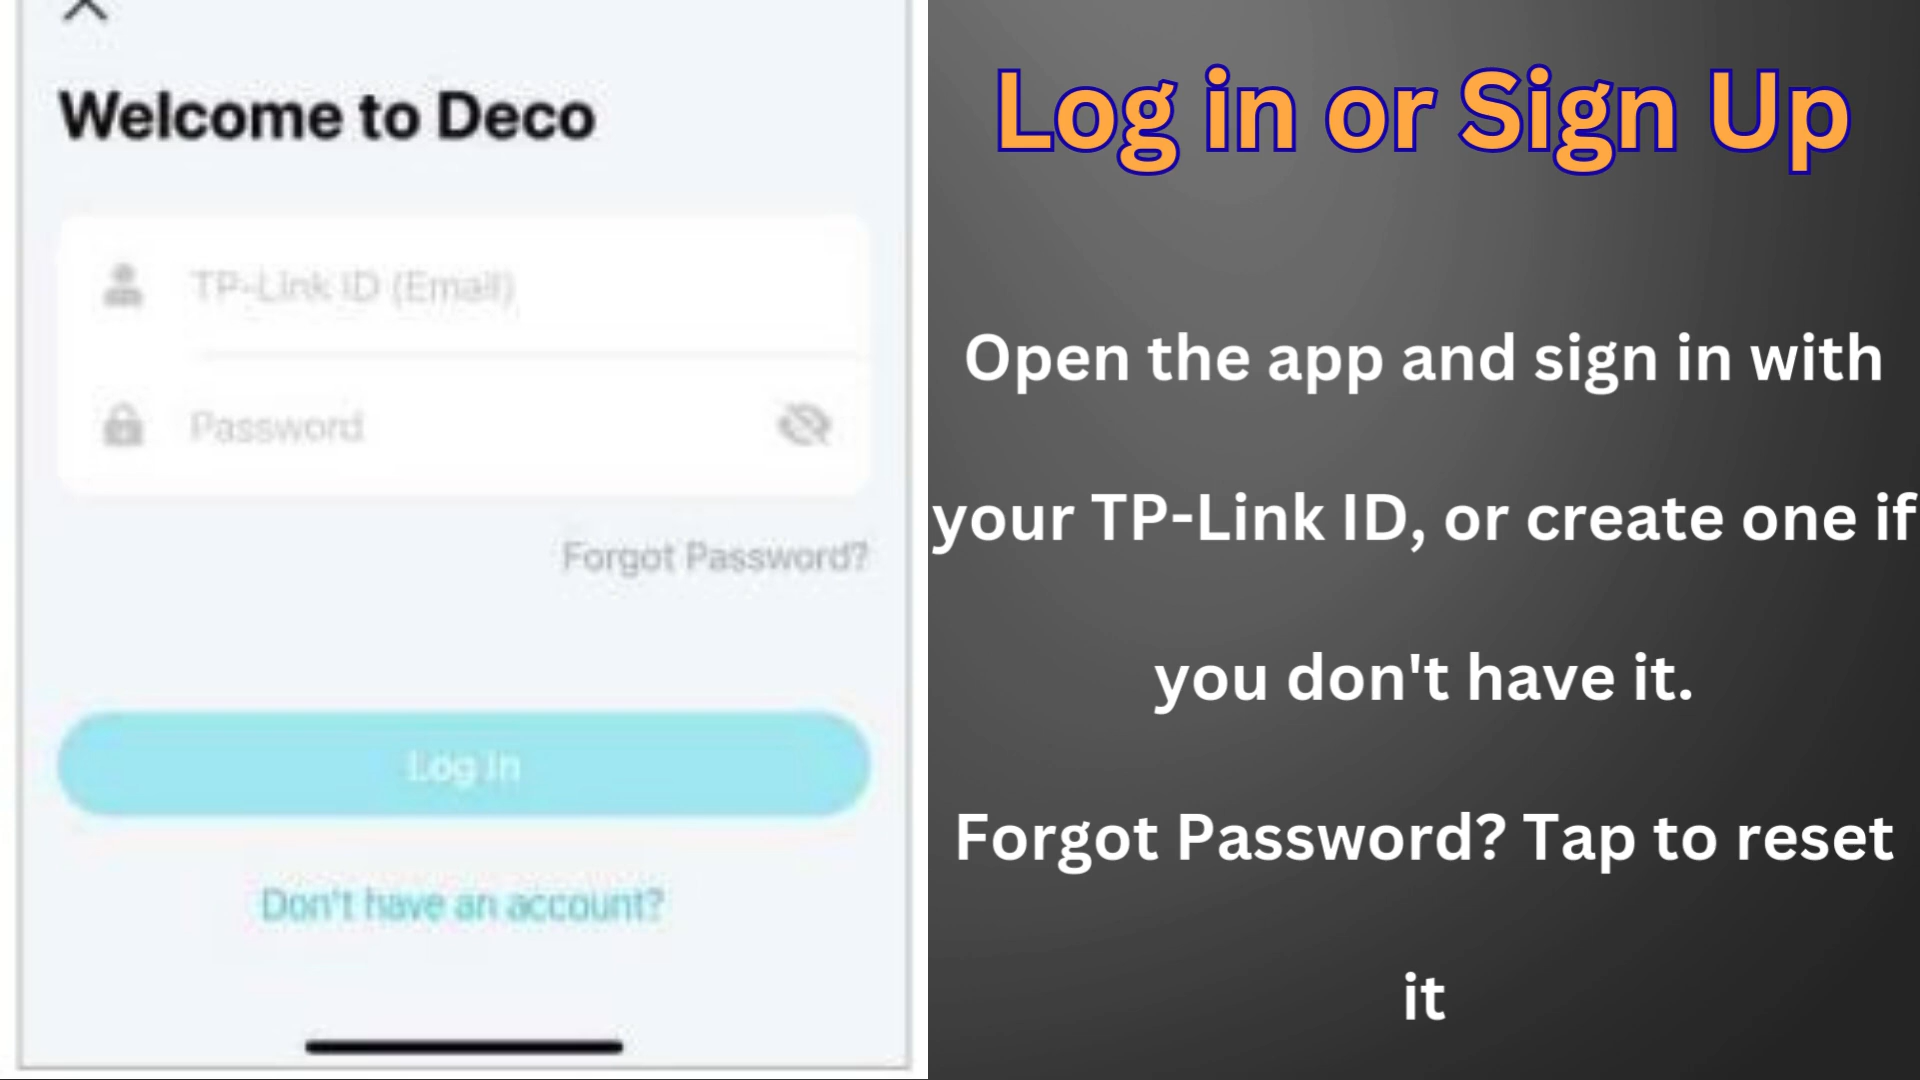 Welcome to Deco
TP-Link ID (Email)
Password
Forgot Password?
Log In
Don't have an account?
Log in or Sign Up
Open the app and sign in with
your TP-Link ID, or create one if
you don't have it.
Forgot Password? Tap to reset
it